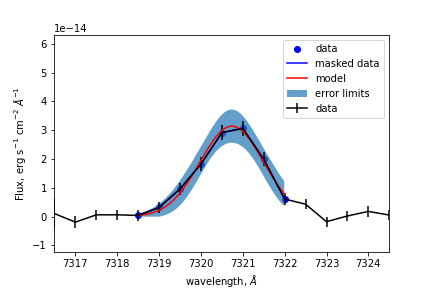 1e−14
6
5
4
3
2
1
0
−1
Flux, erg s⁻¹ cm⁻² Å⁻¹
data
masked data
model
error limits
data
7317 7318 7319 7320 7321 7322 7323 7324
wavelength, Å